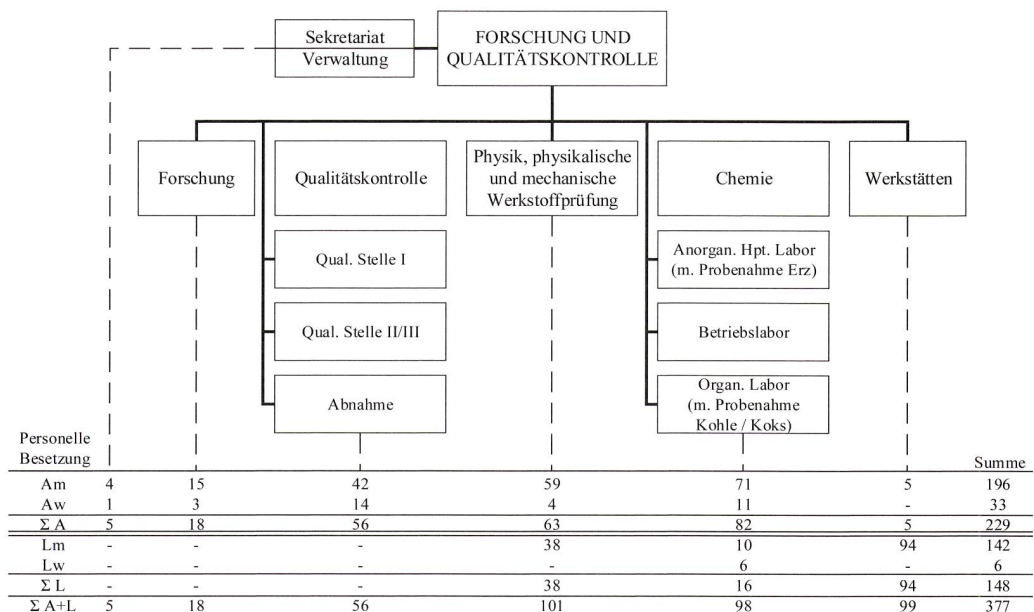 Sekretariat
Verwaltung
FORSCHUNG UND
QUALITÄTSKONTROLLE
Forschung
Qualitätskontrolle
Physik, physikalische
und mechanische
Werkstoffprüfung
Chemie
Werkstätten
Qual. Stelle I
Anorgan. Hpt. Labor
(m. Probenahme Erz)
Qual. Stelle II/III
Betriebslabor
Abnahme
Organ. Labor
(m. Probenahme
Kohle / Koks)
Personelle
Besetzung
Summe
Am 4 15 42 59 71 5 196
Aw 1 3 14 4 11 - 33
Σ A 5 18 56 63 82 5 229
Lm - - - 38 10 94 142
Lw - - - 6 - 6
Σ L - - - 38 16 94 148
Σ A+L 5 18 56 101 98 99 377